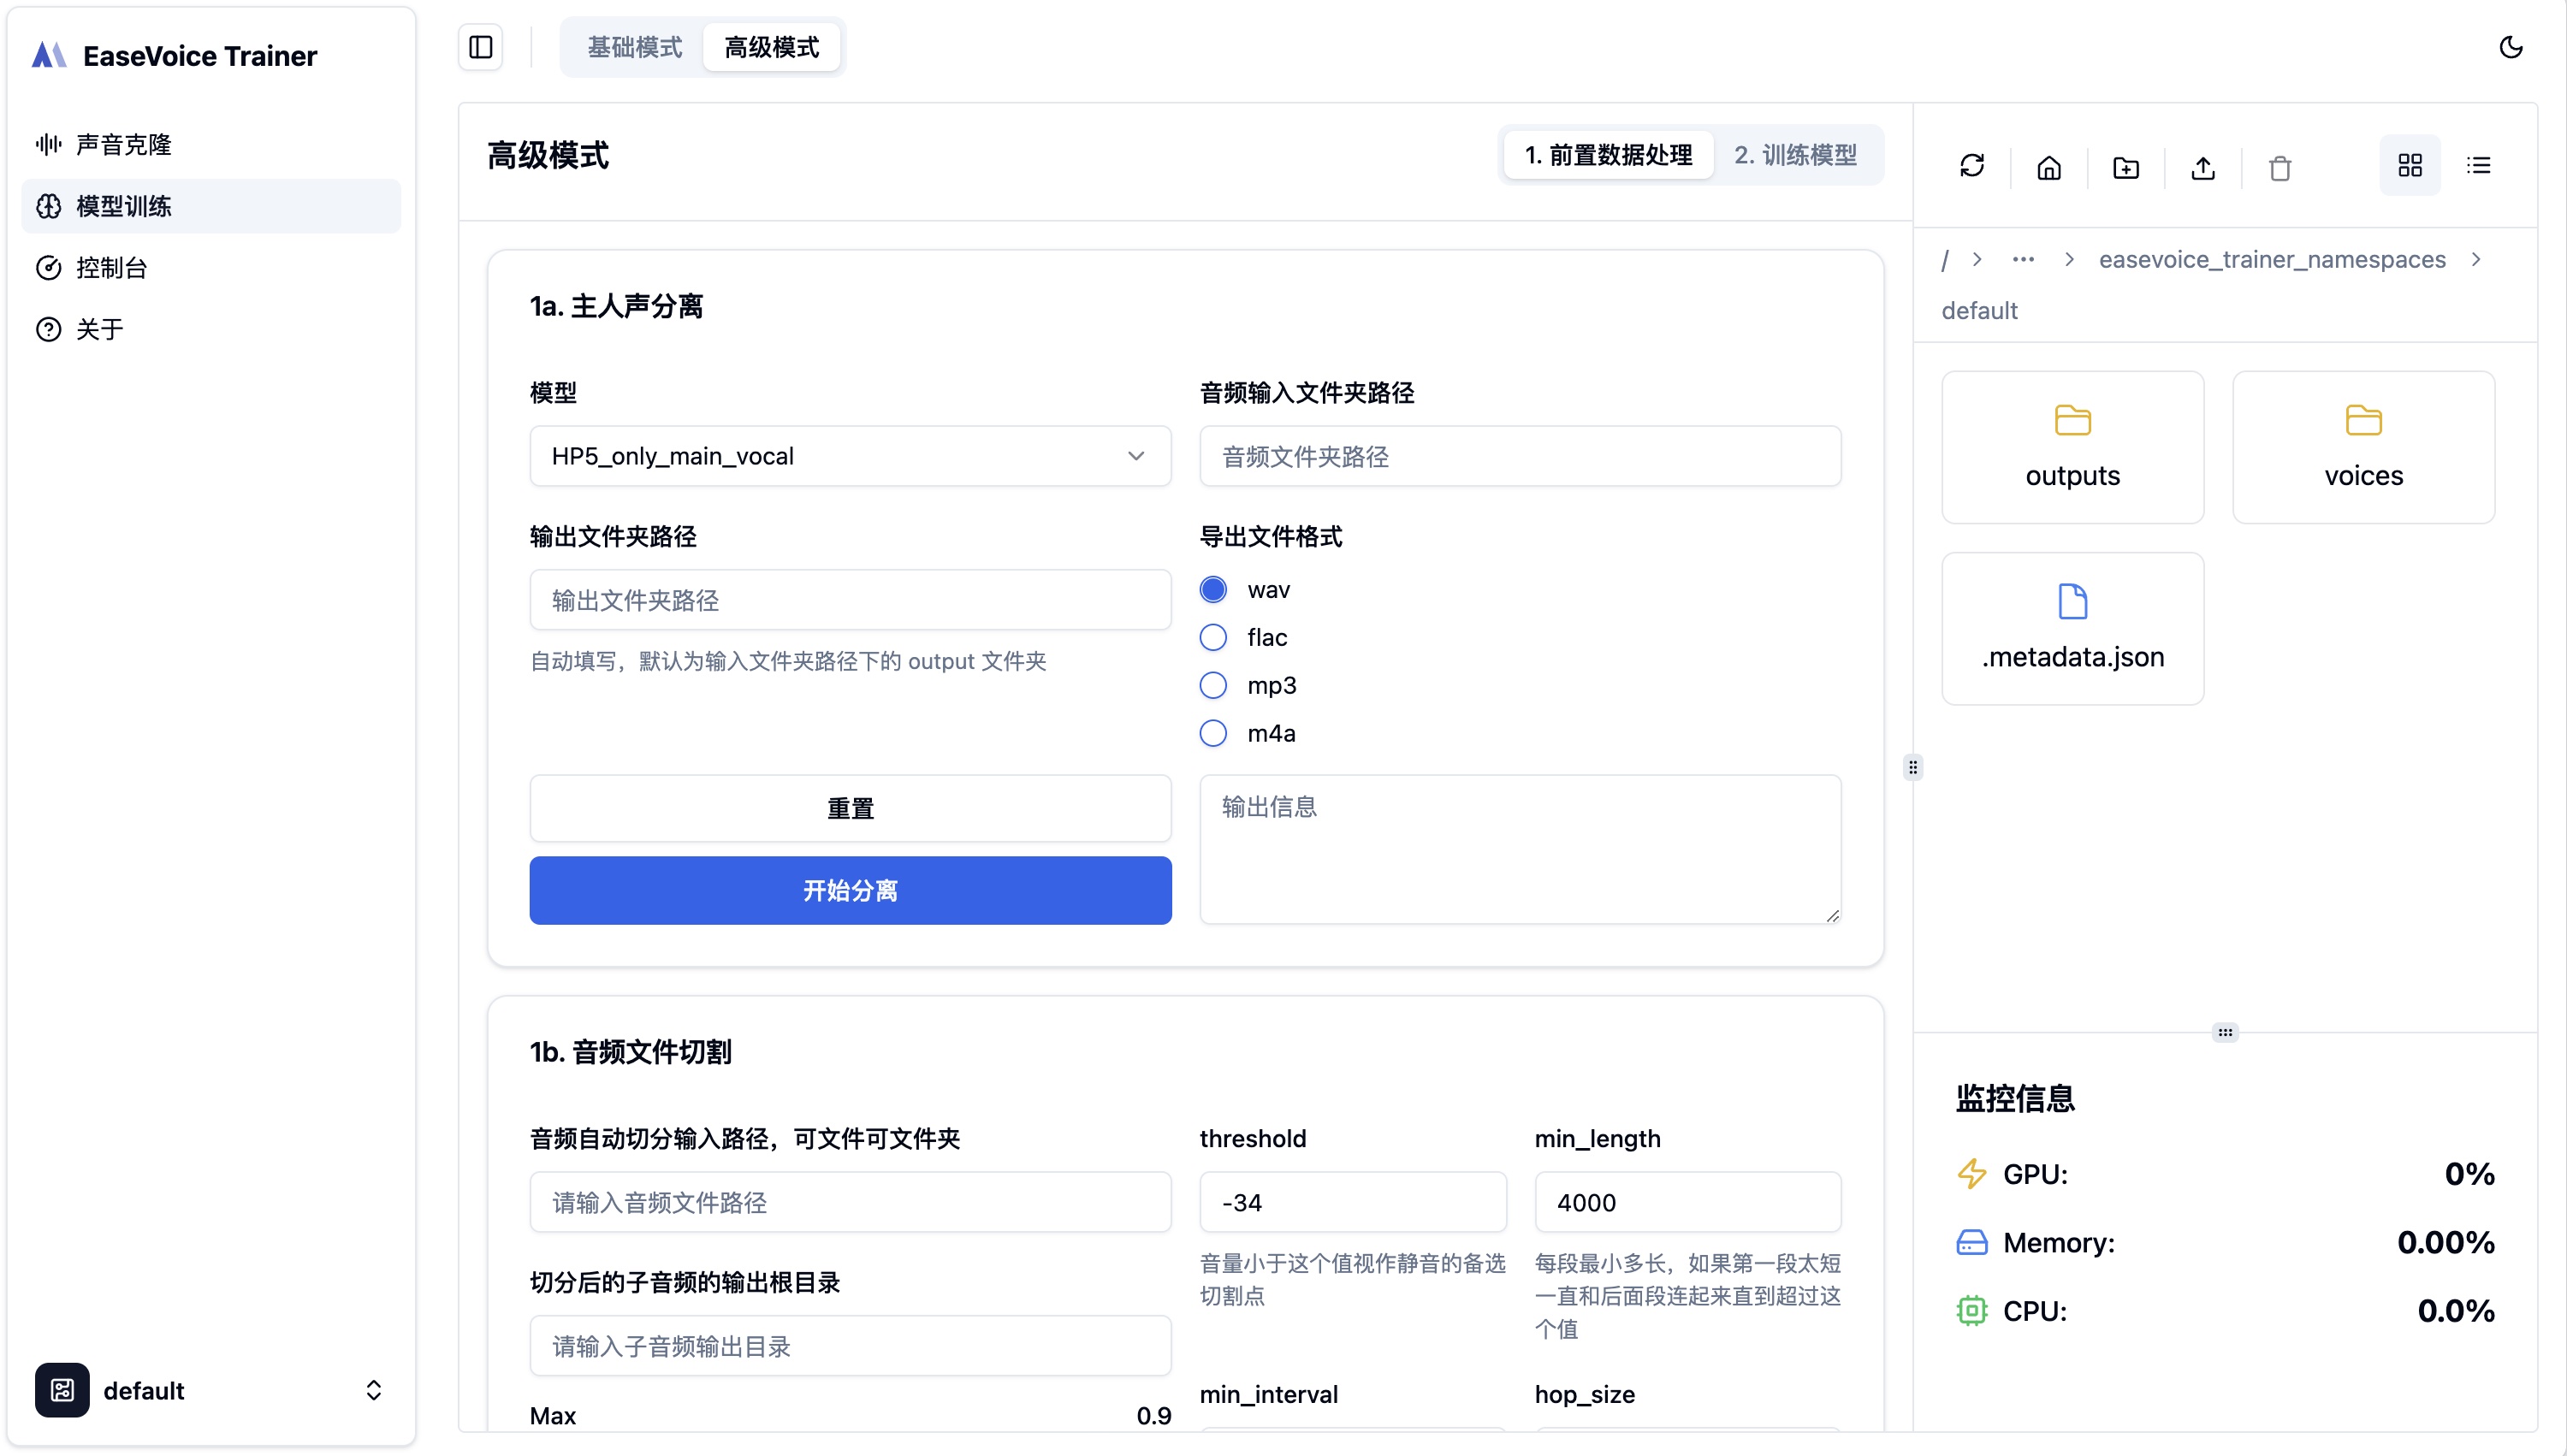 EaseVoice Trainer
声音克隆
模型训练
控制台
关于
default
基础模式
高级模式
高级模式
1. 前置数据处理
2. 训练模型
1a. 主人声分离
模型
HP5_only_main_vocal
音频输入文件夹路径
音频文件夹路径
输出文件夹路径
输出文件夹路径
自动填写，默认为输入文件夹路径下的 output 文件夹
导出文件格式
wav
flac
mp3
m4a
重置
开始分离
输出信息
1b. 音频文件切割
音频自动切分输入路径，可文件可文件夹
请输入音频文件路径
切分后的子音频的输出根目录
请输入子音频输出目录
Max
0.9
threshold
-34
音量小于这个值视作静音的备选
切割点
min_length
4000
每段最小多长，如果第一段太短
一直和后面段连起来直到超过这
个值
min_interval
hop_size
/ > ... > easevoice_trainer_namespaces >
default
outputs
voices
.metadata.json
监控信息
GPU:
0%
Memory:
0.00%
CPU:
0.0%